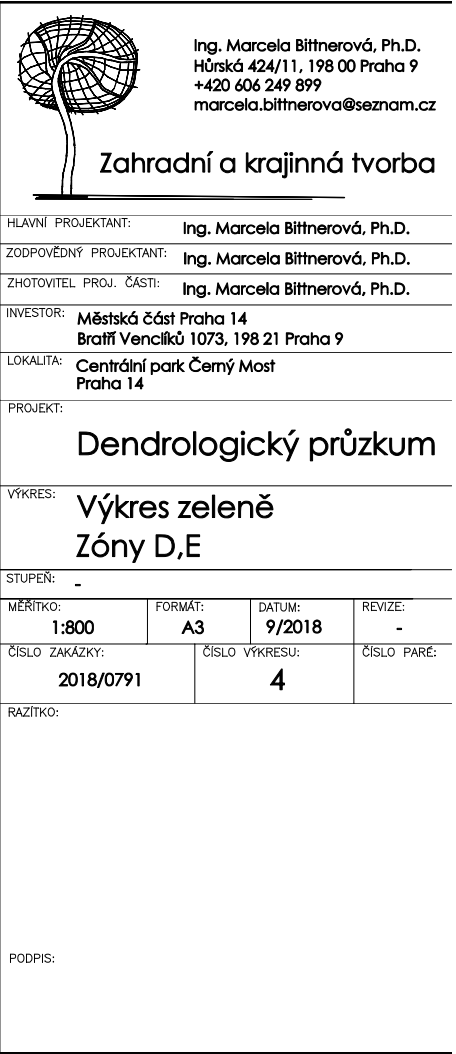 Ing. Marcela Bittnerová, Ph.D.
Hůrská 424/11, 198 00 Praha 9
+420 606 249 899
marcela.bittnerova@seznam.cz
Zahradní a krajinná tvorba
HLAVNÍ PROJEKTANT: Ing. Marcela Bittnerová, Ph.D.
ZODPOVĚDNÝ PROJEKTANT: Ing. Marcela Bittnerová, Ph.D.
ZHOTOVITEL PROJ. ČÁSTI: Ing. Marcela Bittnerová, Ph.D.
INVESTOR: Městská část Praha 14
Bratří Venclíků 1073, 198 21 Praha 9
LOKALITA: Centrální park Černý Most
Praha 14
PROJEKT:
Dendrologický průzkum
VÝKRES: Výkres zeleně
Zóny D,E
STUPEŇ: -
MĚŘÍTKO: FORMÁT: DATUM: REVIZE:
1:800 A3 9/2018 -
ČÍSLO ZAKÁZKY: ČÍSLO VÝKRESU: ČÍSLO PARÉ:
2018/0791 4
RAZÍTKO:
PODPIS: